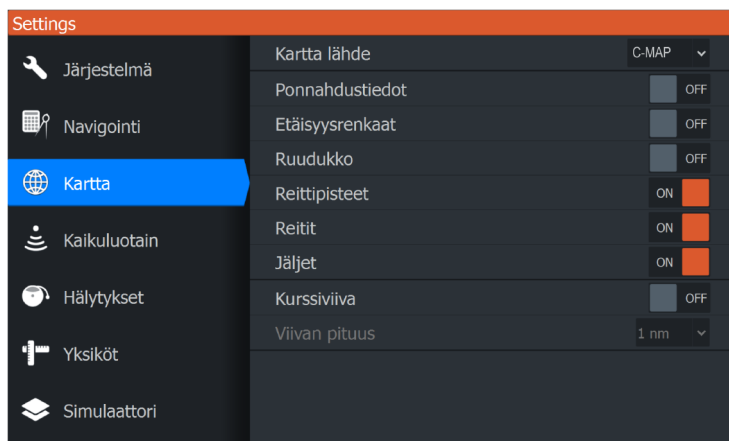 Settings
Järjestelmä
Navigointi
Kartta
Kaikuluotain
Hälytykset
Yksiköt
Simulaattori
Kartta lähde C-MAP
Ponnahdustiedot OFF
Etäisyysrenkaat OFF
Ruudukko OFF
Reittipisteet ON
Reitit ON
Jäljet ON
Kurssiviiva OFF
Viivan pituus 1 nm